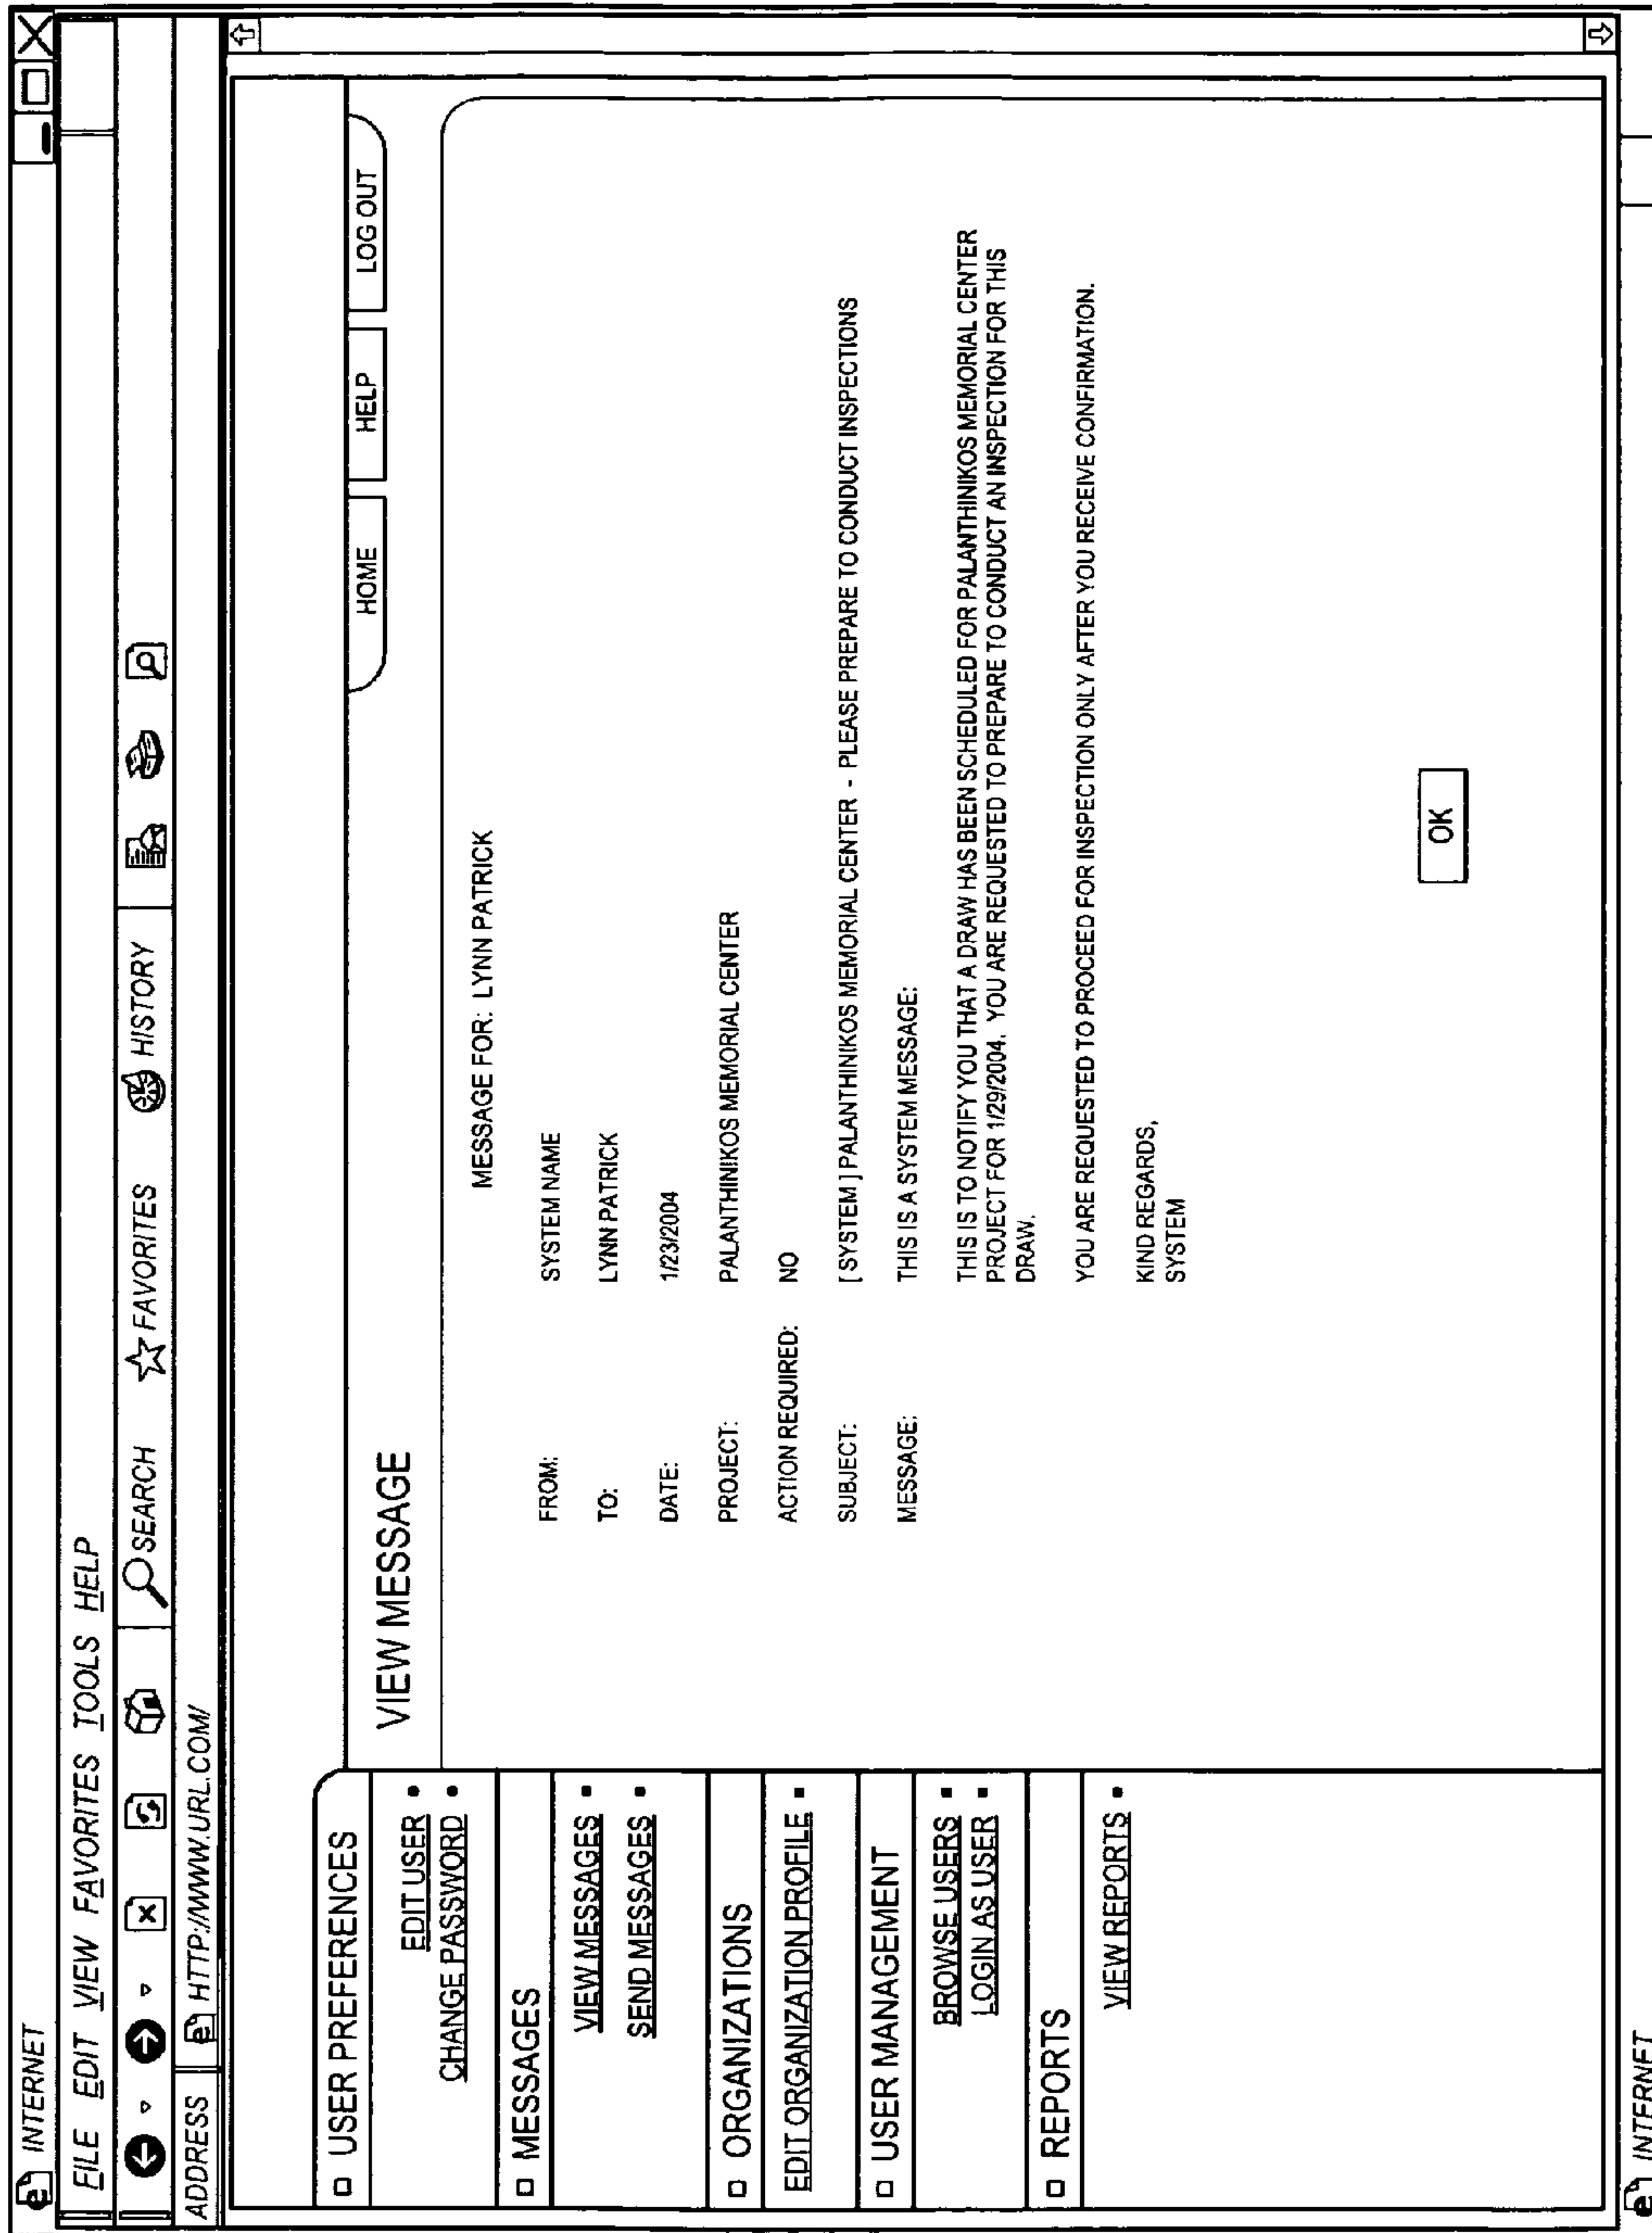 INTERNET
FILE EDIT VIEW FAVORITES TOOLS HELP
SEARCH FAVORITES HISTORY
ADDRESS HTTP://WWW.URL.COM/
HOME HELP LOG OUT
USER PREFERENCES
EDIT USER
CHANGE PASSWORD
MESSAGES
VIEW MESSAGES
SEND MESSAGES
ORGANIZATIONS
EDIT ORGANIZATION PROFILE
USER MANAGEMENT
BROWSE USERS
LOGIN AS USER
REPORTS
VIEW REPORTS
VIEW MESSAGE
MESSAGE FOR: LYNN PATRICK
FROM: SYSTEM NAME
TO: LYNN PATRICK
DATE: 1/23/2004
PROJECT: PALANTHINIKOS MEMORIAL CENTER
ACTION REQUIRED: NO
SUBJECT: [SYSTEM] PALANTHINIKOS MEMORIAL CENTER - PLEASE PREPARE TO CONDUCT INSPECTIONS
MESSAGE: THIS IS A SYSTEM MESSAGE:
THIS IS TO NOTIFY YOU THAT A DRAW HAS BEEN SCHEDULED FOR PALANTHINIKOS MEMORIAL CENTER
PROJECT FOR 1/29/2004. YOU ARE REQUESTED TO PREPARE TO CONDUCT AN INSPECTION FOR THIS
DRAW.
YOU ARE REQUESTED TO PROCEED FOR INSPECTION ONLY AFTER YOU RECEIVE CONFIRMATION.
KIND REGARDS,
SYSTEM
OK
INTERNET